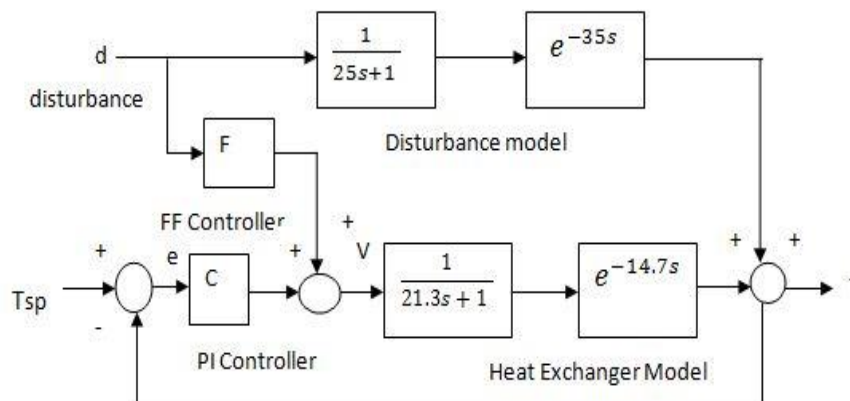 d
disturbance
1
25s+1
e^{-35s}
Disturbance model
F
FF Controller
+
+
V
+
e
C
Tsp
-
PI Controller
1
21.3s + 1
e^{-14.7s}
Heat Exchanger Model
+
+